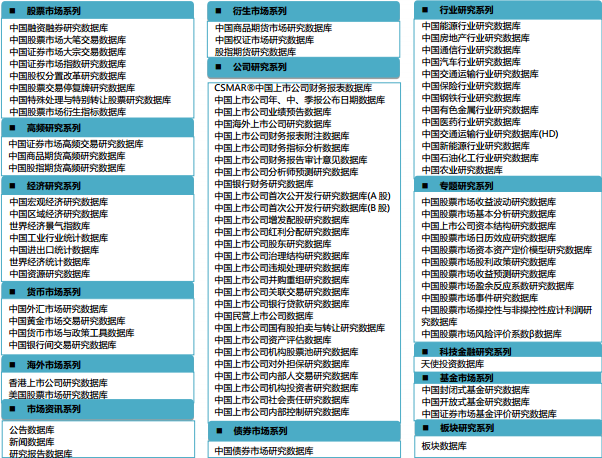 股票市场系列
中国融资融券研究数据库
中国股票市场大笔交易数据库
中国证券市场大宗交易数据库
中国证券市场指数研究数据库
中国股权分置改革研究数据库
中国股票交易停复牌研究数据库
中国特殊处理与特别转让股票研究数据库
中国股票市场衍生指标数据库
高频研究系列
中国证券市场高频交易研究数据库
中国商品期货高频研究数据库
中国股指期货高频研究数据库
经济研究系列
中国宏观经济研究数据库
中国区域经济研究数据库
世界经济景气指数库
中国工业行业统计数据库
中国进出口统计数据库
世界经济统计数据库
中国资源研究数据库
货币市场系列
中国外汇市场研究数据库
中国黄金市场交易研究数据库
中国货币市场与政策工具数据库
中国银行间交易研究数据库
海外市场系列
香港上市公司研究数据库
美国股票市场研究数据库
市场资讯系列
公告数据库
新闻数据库
研究报告数据库
衍生市场系列
中国商品期货市场研究数据库
中国权证市场研究数据库
股指期货研究数据库
公司研究系列
CSMAR®中国上市公司财务报表数据库
中国上市公司年、中、季报公布日期数据库
中国上市公司业绩预告数据库
中国海外上市公司研究数据库
中国上市公司财务报表附注数据库
中国上市公司财务指标分析数据库
中国上市公司财务报告审计意见数据库
中国上市公司分析师预测研究数据库
中国银行财务研究数据库
中国上市公司首次公开发行研究数据库(A 股)
中国上市公司首次公开发行研究数据库(B 股)
中国上市公司增发配股研究数据库
中国上市公司红利分配研究数据库
中国上市公司股东研究数据库
中国上市公司治理结构研究数据库
中国上市公司违规处理研究数据库
中国上市公司并购重组研究数据库
中国上市公司关联交易研究数据库
中国上市公司银行贷款研究数据库
中国民营上市公司数据库
中国上市公司国有股拍卖与转让研究数据库
中国上市公司资产评估数据库
中国上市公司机构股票池研究数据库
中国上市公司对外担保研究数据库
中国上市公司内部人交易研究数据库
中国上市公司机构投资者研究数据库
中国上市公司社会责任研究数据库
中国上市公司内部控制研究数据库
债券市场系列
中国债券市场研究数据库
行业研究系列
中国能源行业研究数据库
中国房地产行业研究数据库
中国通信行业研究数据库
中国汽车行业研究数据库
中国交通运输行业研究数据库
中国保险行业研究数据库
中国钢铁行业研究数据库
中国有色金属行业研究数据库
中国医药行业研究数据库
中国交通运输行业研究数据库(HD)
中国新能源行业研究数据库
中国石油化工行业研究数据库
中国农业研究数据库
专题研究系列
中国股票市场收益波动研究数据库
中国股票市场基本分析研究数据库
中国上市公司资本结构研究数据库
中国股票市场日历效应研究数据库
中国股票市场资本资产定价模型研究数据库
中国股票市场股利政策研究数据库
中国股票市场收益预测研究数据库
中国股票市场盈余反应系数研究数据库
中国股票市场事件研究数据库
中国股票市场操控性与非操控性应计利润研
究数据库
中国股票市场风险评价系数β数据库
科技金融研究系列
天使投资数据库
基金市场系列
中国封闭式基金研究数据库
中国开放式基金研究数据库
中国证券市场基金评价研究数据库
板块研究系列
板块数据库